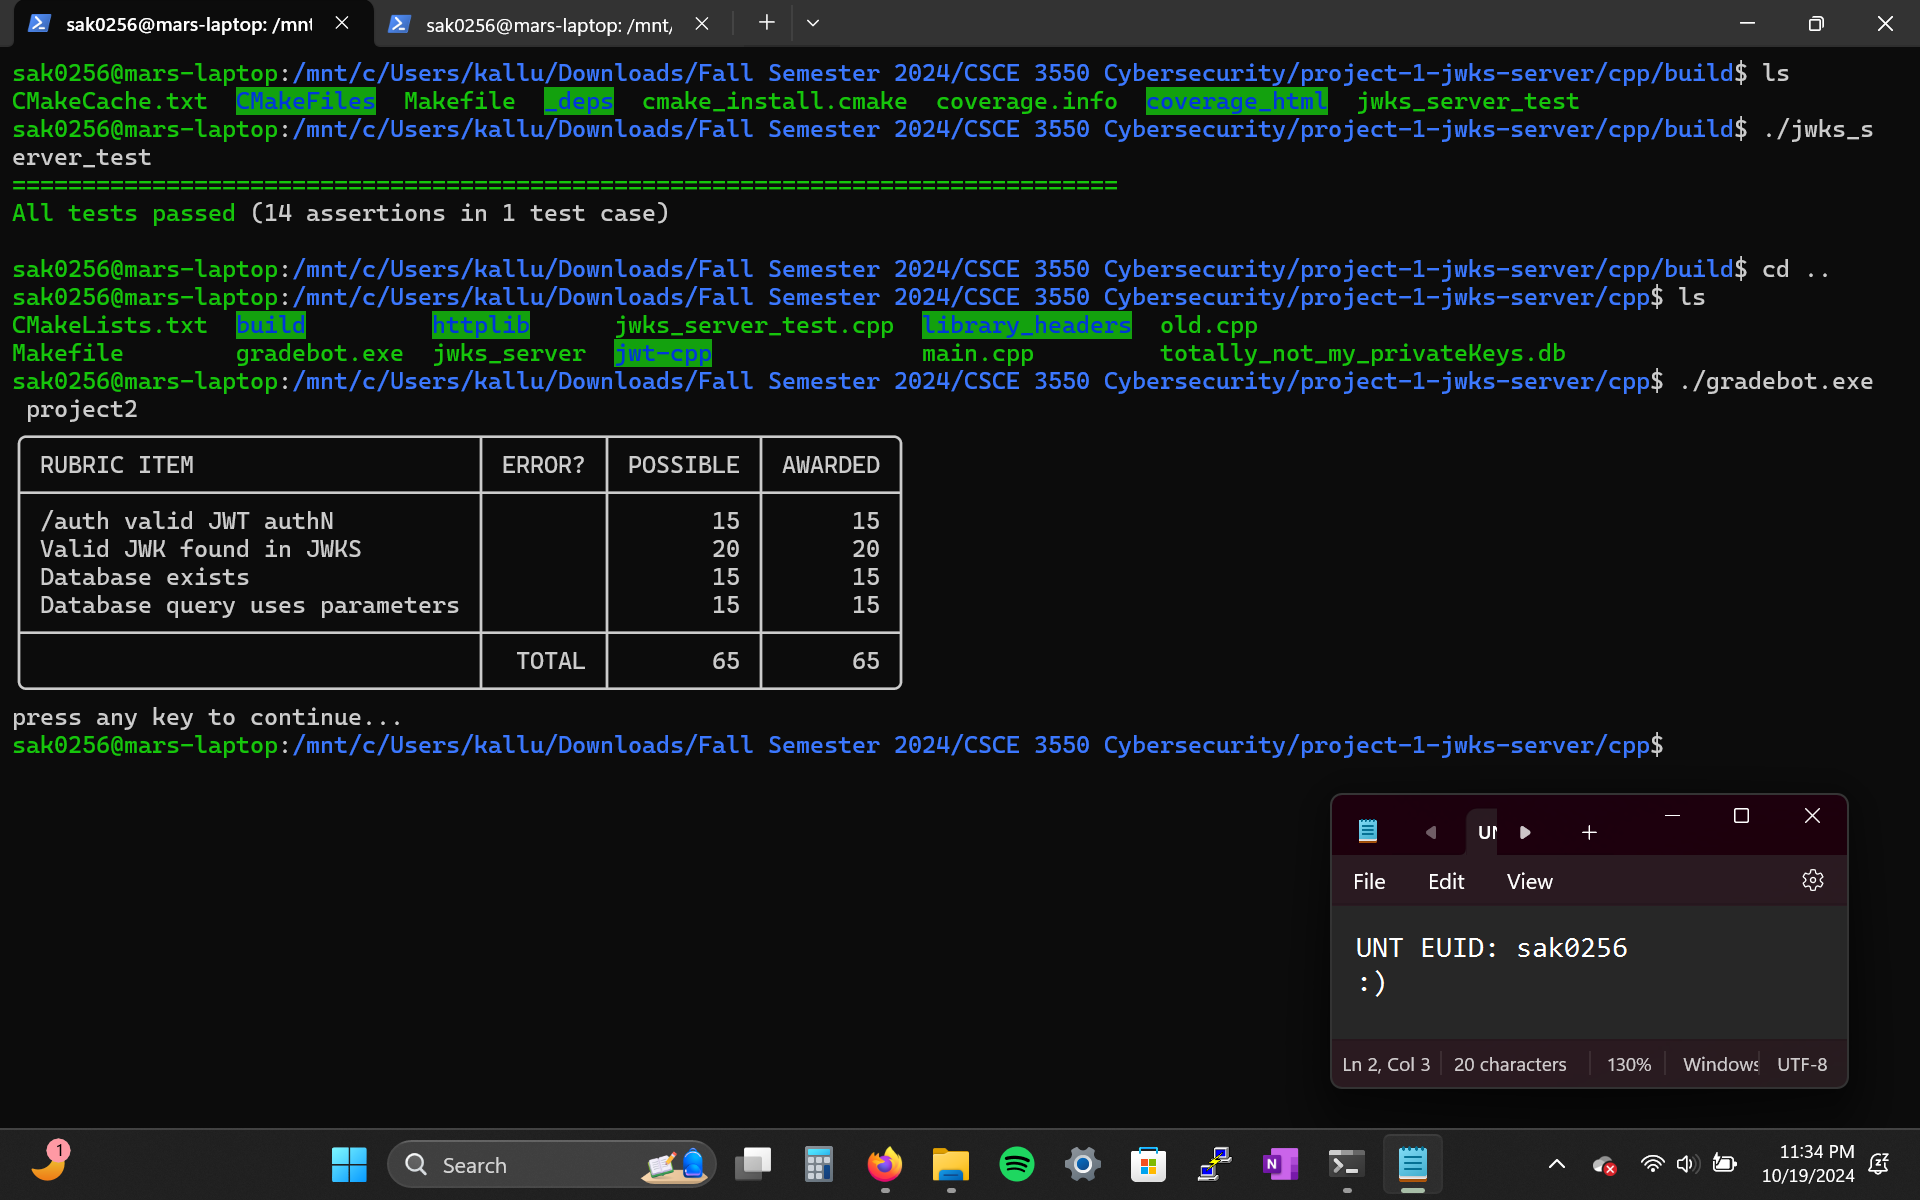 sak0256@mars-laptop: /mnt
sak0256@mars-laptop: /mnt/
sak0256@mars-laptop:/mnt/c/Users/kallu/Downloads/Fall Semester 2024/CSCE 3550 Cybersecurity/project-1-jwks-server/cpp/build$ ls
CMakeCache.txt CMakeFiles Makefile _deps cmake_install.cmake coverage.info coverage_html jwks_server_test
sak0256@mars-laptop:/mnt/c/Users/kallu/Downloads/Fall Semester 2024/CSCE 3550 Cybersecurity/project-1-jwks-server/cpp/build$ ./jwks_s
erver_test
===============================================================================
All tests passed (14 assertions in 1 test case)
sak0256@mars-laptop:/mnt/c/Users/kallu/Downloads/Fall Semester 2024/CSCE 3550 Cybersecurity/project-1-jwks-server/cpp/build$ cd ..
sak0256@mars-laptop:/mnt/c/Users/kallu/Downloads/Fall Semester 2024/CSCE 3550 Cybersecurity/project-1-jwks-server/cpp$ ls
CMakeLists.txt build httplib jwks_server_test.cpp library_headers old.cpp
Makefile gradebot.exe jwks_server jwt-cpp main.cpp totally_not_my_privateKeys.db
sak0256@mars-laptop:/mnt/c/Users/kallu/Downloads/Fall Semester 2024/CSCE 3550 Cybersecurity/project-1-jwks-server/cpp$ ./gradebot.exe
project2
RUBRIC ITEM ERROR? POSSIBLE AWARDED
/auth valid JWT authN 15 15
Valid JWK found in JWKS 20 20
Database exists 15 15
Database query uses parameters 15 15
TOTAL 65 65
press any key to continue...
sak0256@mars-laptop:/mnt/c/Users/kallu/Downloads/Fall Semester 2024/CSCE 3550 Cybersecurity/project-1-jwks-server/cpp$
UN
File Edit View
UNT EUID: sak0256
:)
Ln 2, Col 3 20 characters 130% Windows UTF-8
1
Search
N
11:34 PM
10/19/2024